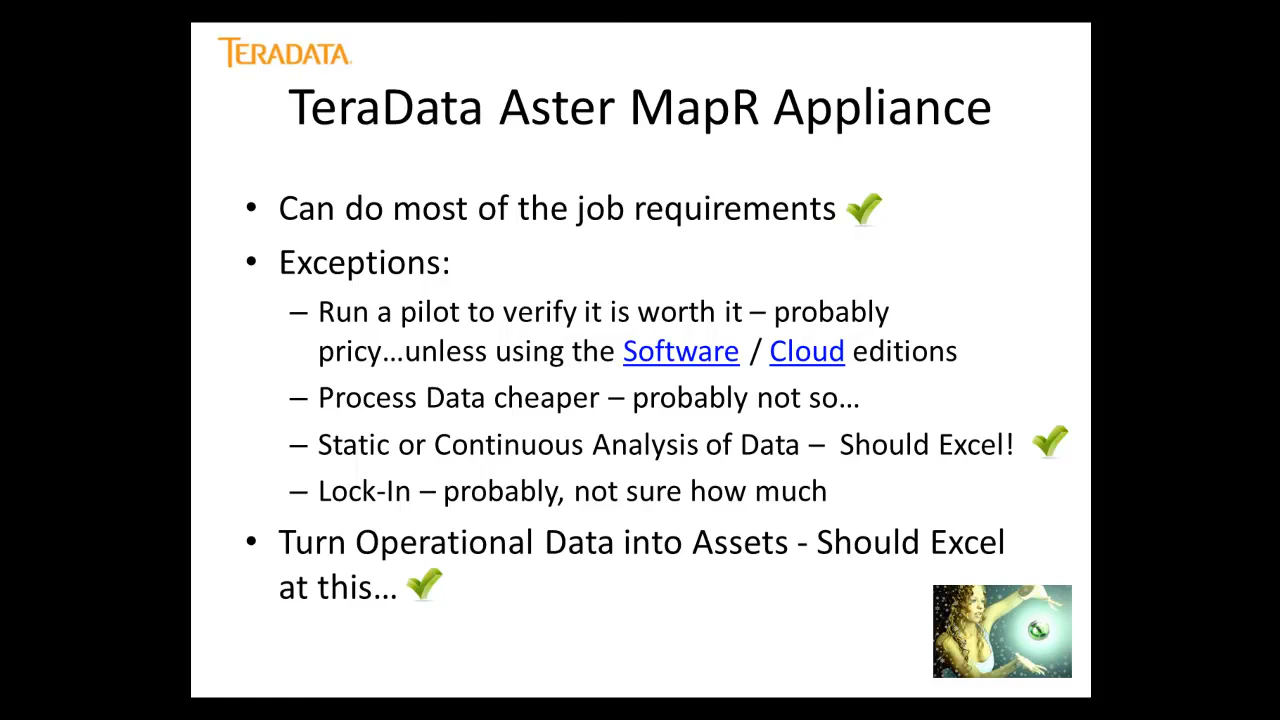 TERADATA
TeraData Aster MapR Appliance
• Can do most of the job requirements
• Exceptions:
– Run a pilot to verify it is worth it – probably
pricy…unless using the Software / Cloud editions
– Process Data cheaper – probably not so…
– Static or Continuous Analysis of Data – Should Excel!
– Lock-In – probably, not sure how much
• Turn Operational Data into Assets - Should Excel
at this…